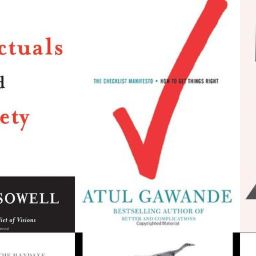 ctuals
d
ety
SOWELL
lict of Visions
THE CHECKLIST MANIFESTO • HOW TO GET THINGS RIGHT
ATUL GAWANDE
BESTSELLING AUTHOR OF
BETTER AND COMPLICATIONS
Copyrighted Material